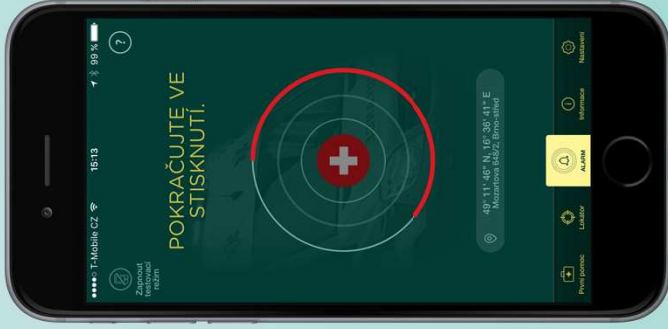 T-Mobile CZ 15:13 99 %
Zapnout
testovací
režim
?
POKRAČUJTE VE
STISKNUTÍ.
49° 11' 46" N, 16° 36' 41" E
Mozartova 648/2, Brno-střed
První pomoc Lokátor ALARM Informace Nastavení